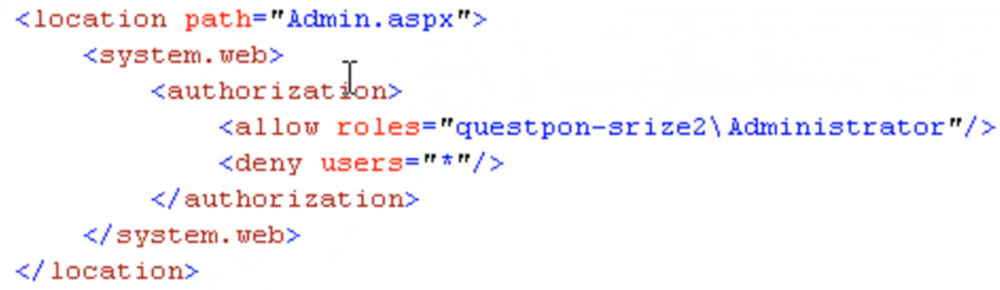 <location path="Admin.aspx">
<system.web>
<authorization>
<allow roles="questpon-srize2\Administrator"/>
<deny users="*"/>
</authorization>
</system.web>
</location>